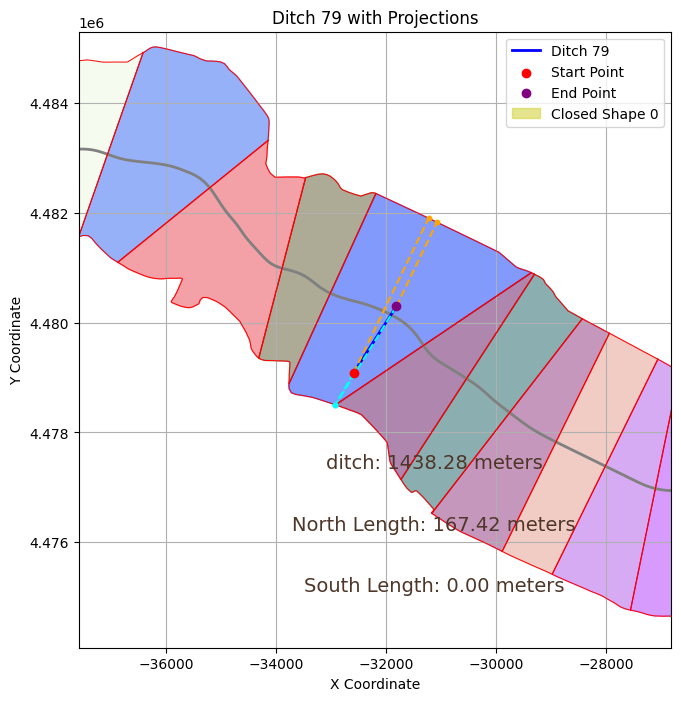 Ditch 79 with Projections
1e6
Ditch 79
Start Point
End Point
Closed Shape 0
4.484
4.482
4.480
4.478
4.476
Y Coordinate
ditch: 1438.28 meters
North Length: 167.42 meters
South Length: 0.00 meters
−36000
−34000
−32000
−30000
−28000
X Coordinate